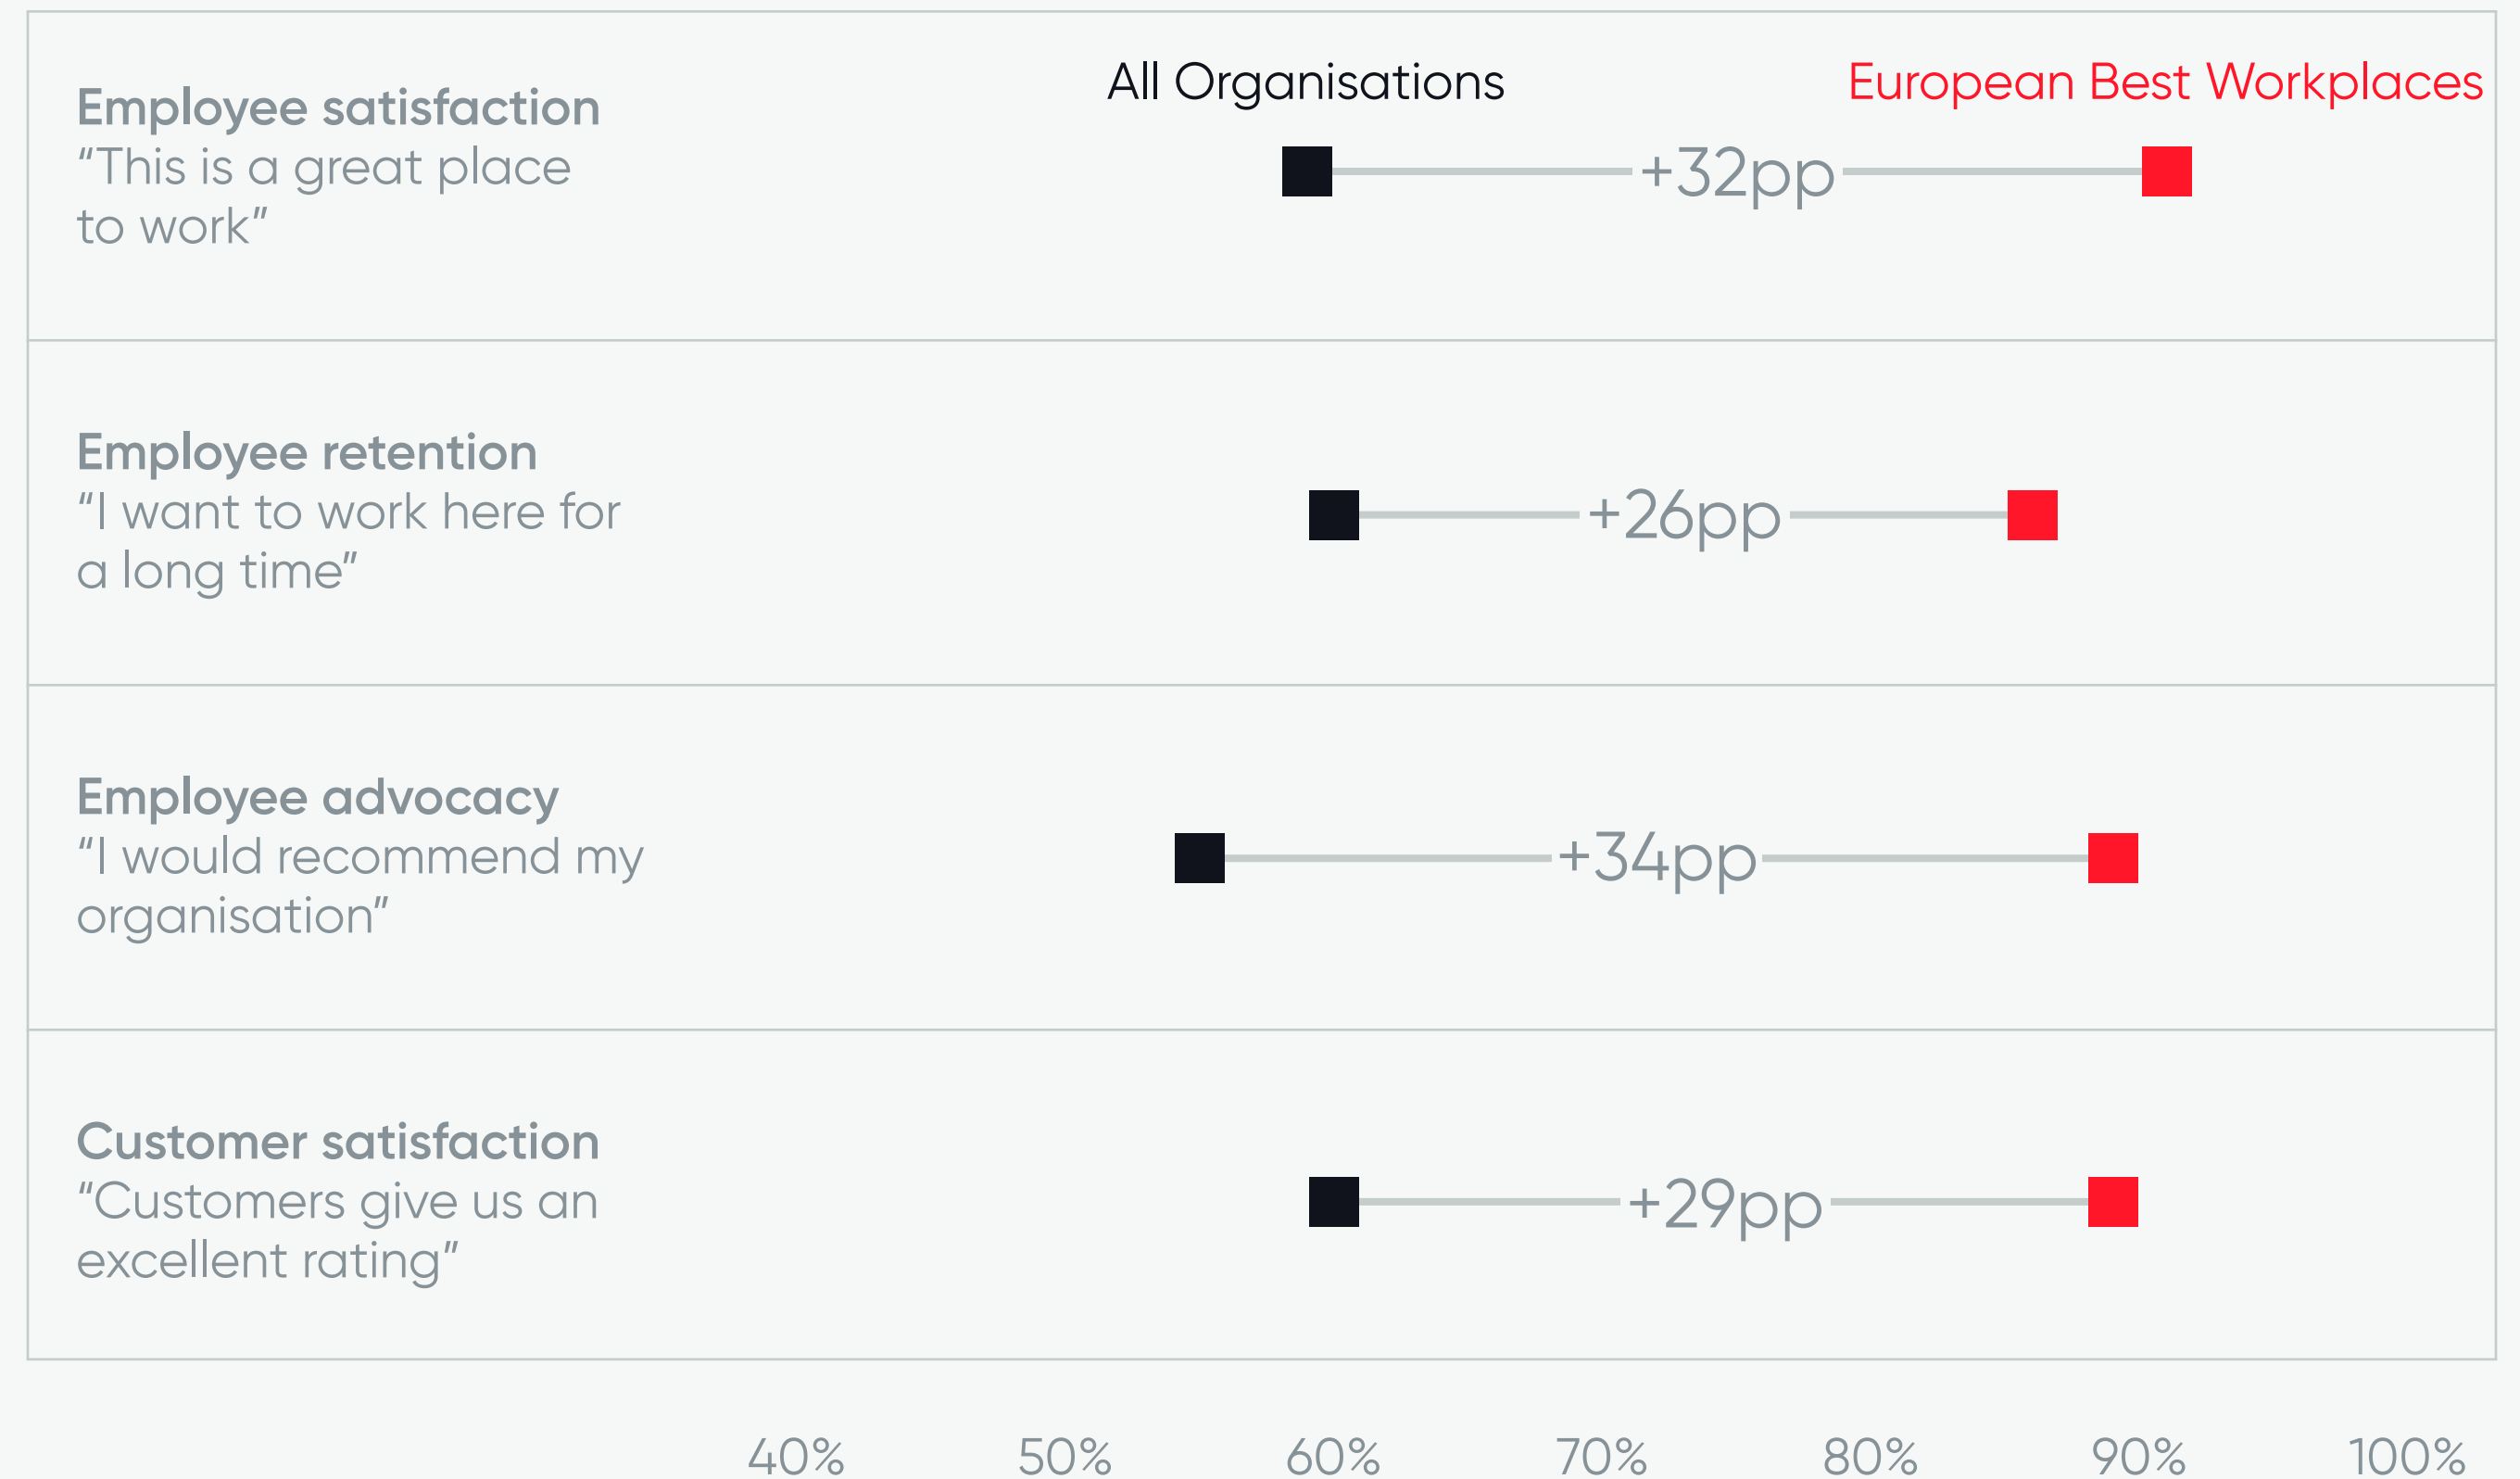 All Organisations
European Best Workplaces
Employee satisfaction
“This is a great place
to work”
+32pp
Employee retention
“I want to work here for
a long time”
+26pp
Employee advocacy
“I would recommend my
organisation”
+34pp
Customer satisfaction
“Customers give us an
excellent rating”
+29pp
40%
50%
60%
70%
80%
90%
100%